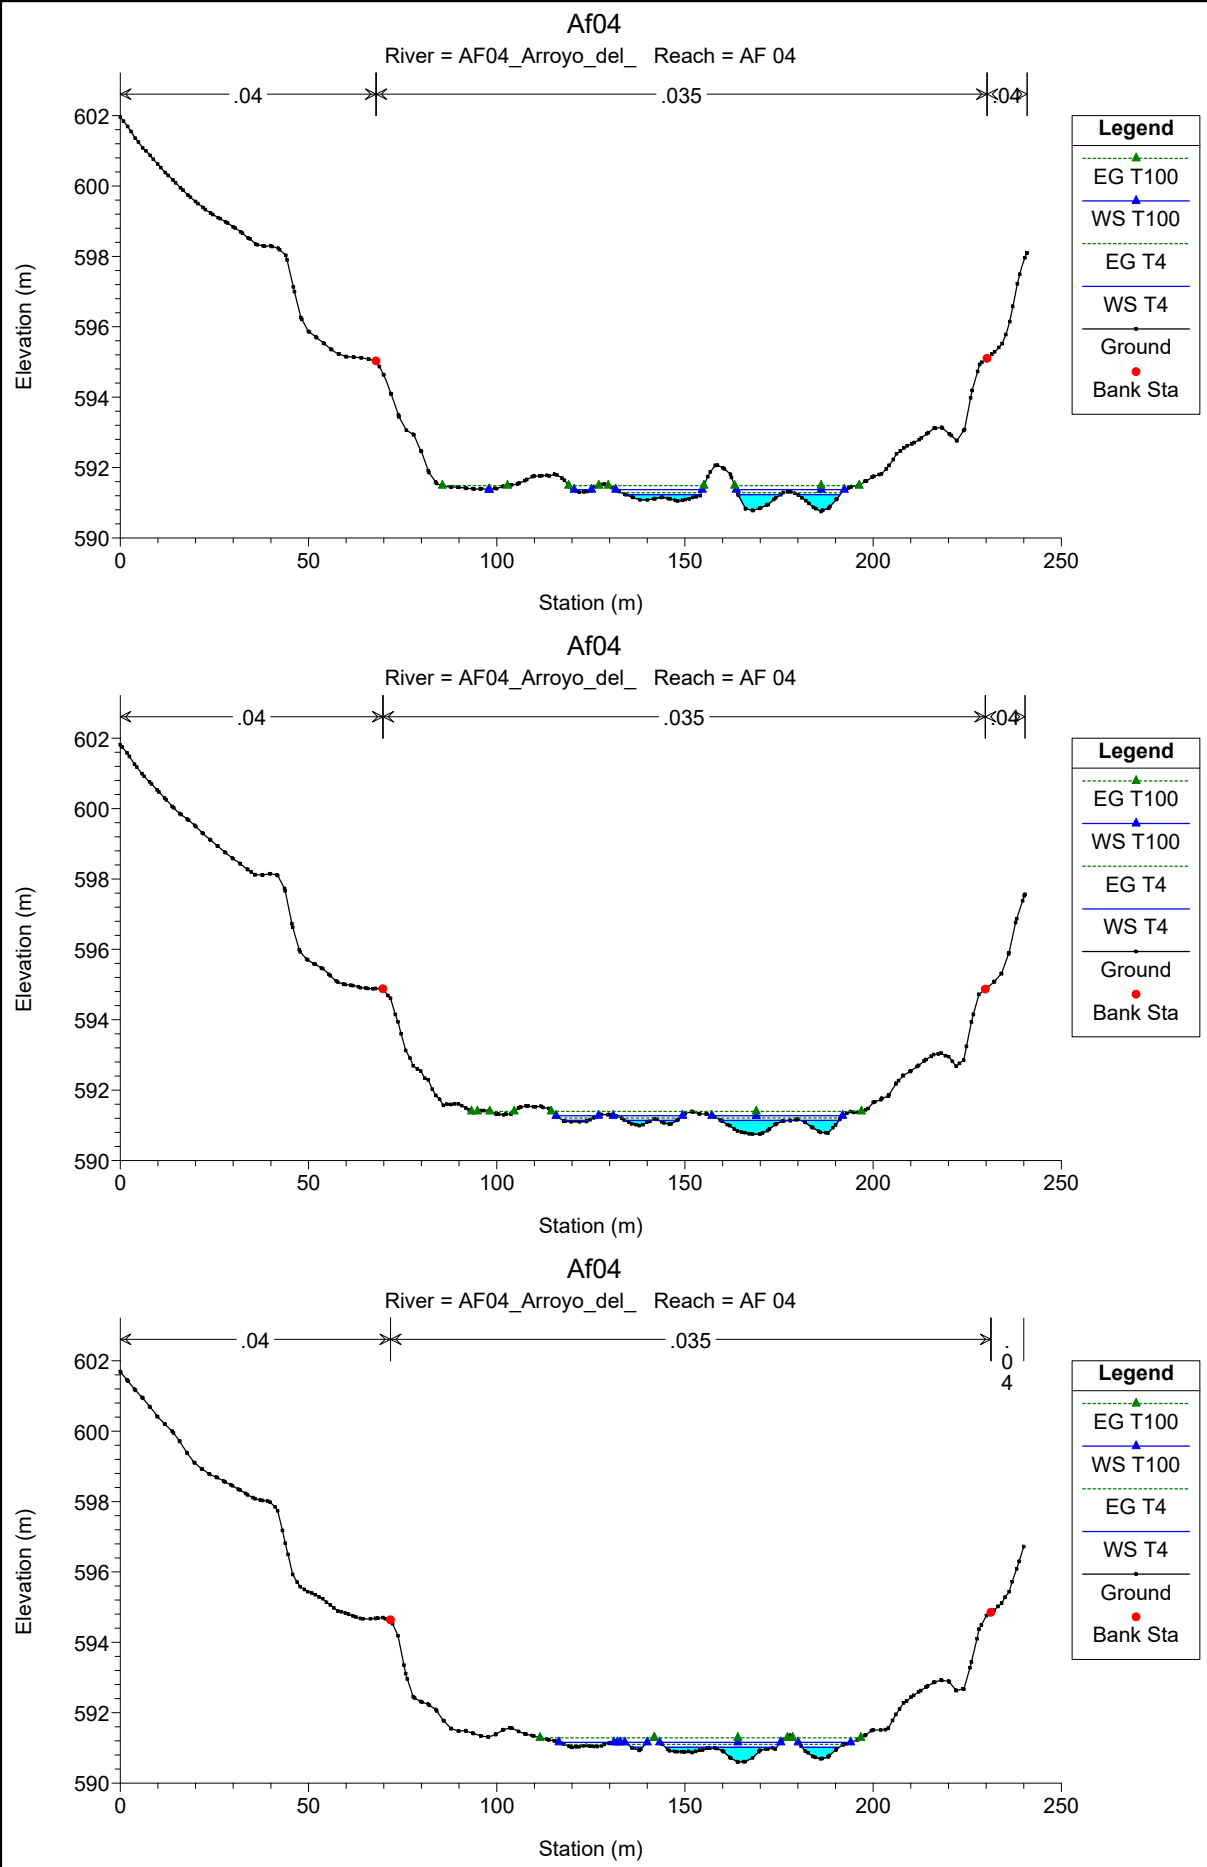 Af04
River = AF04_Arroyo_del_ Reach = AF 04
.04 .035 .04
602
600
598
596
594
592
590
Elevation (m)
0 50 100 150 200 250
Station (m)
Legend
EG T100
WS T100
EG T4
WS T4
Ground
Bank Sta
Af04
River = AF04_Arroyo_del_ Reach = AF 04
.04 .035 .04
602
600
598
596
594
592
590
Elevation (m)
0 50 100 150 200 250
Station (m)
Legend
EG T100
WS T100
EG T4
WS T4
Ground
Bank Sta
Af04
River = AF04_Arroyo_del_ Reach = AF 04
.04 .035
.
0
4
602
600
598
596
594
592
590
Elevation (m)
0 50 100 150 200 250
Station (m)
Legend
EG T100
WS T100
EG T4
WS T4
Ground
Bank Sta